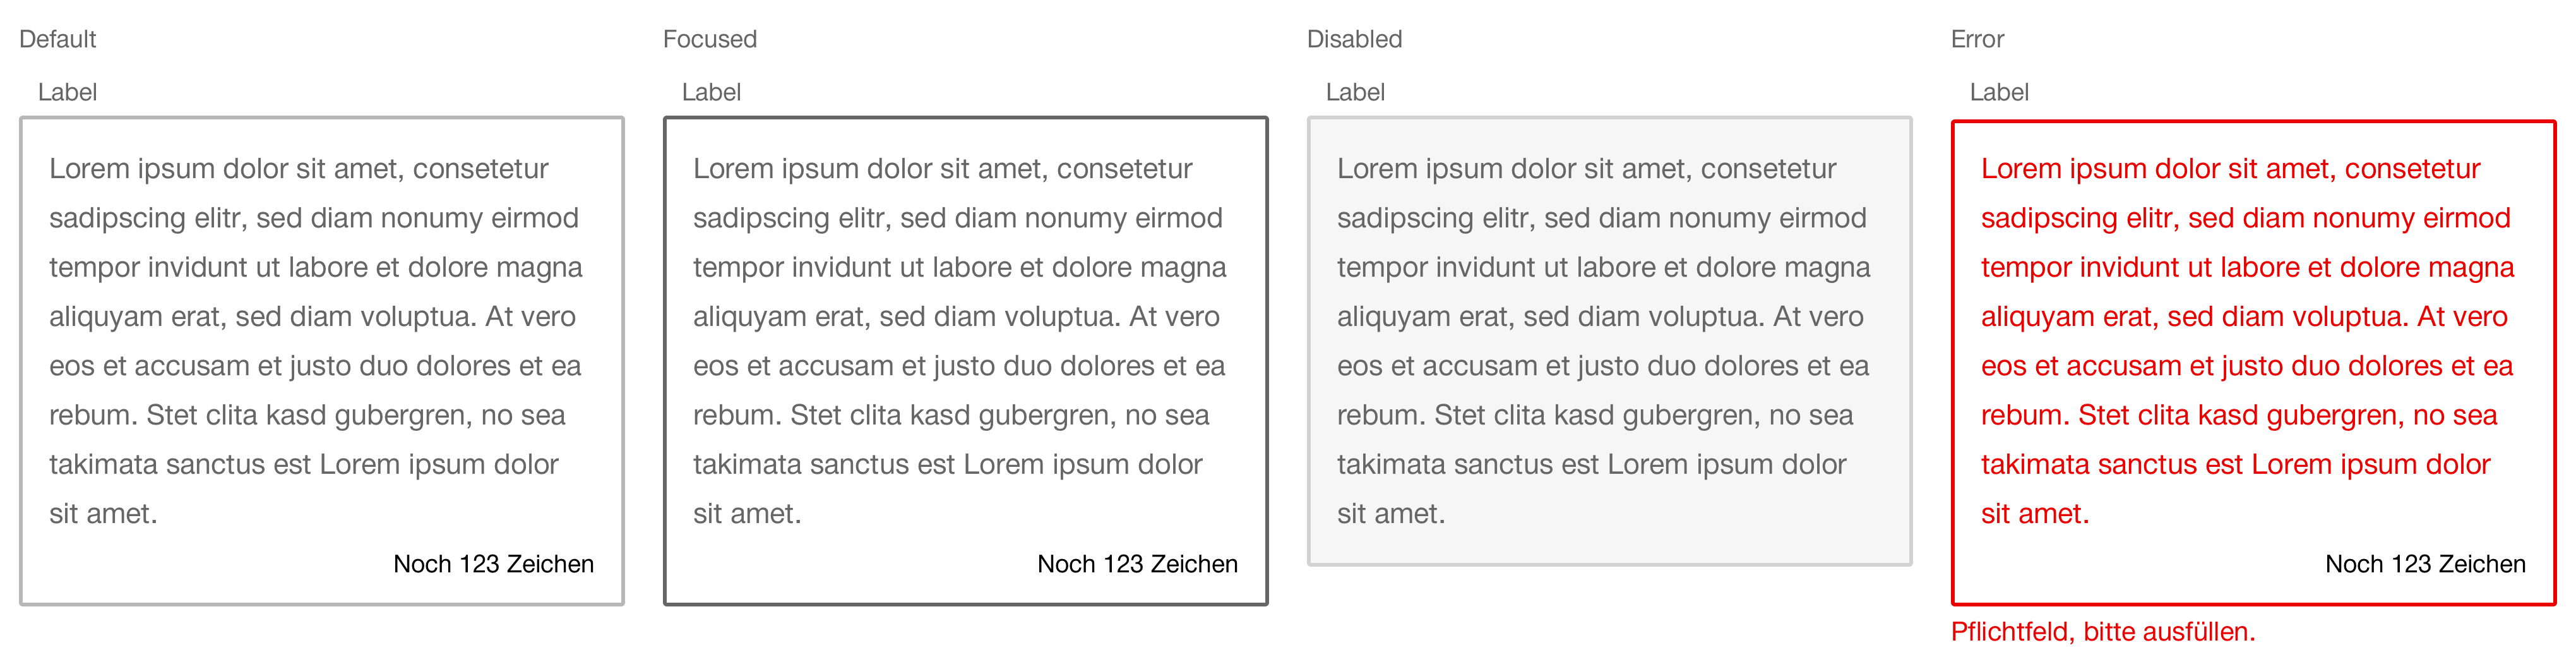 Default
Label
Lorem ipsum dolor sit amet, consetetur
sadipscing elitr, sed diam nonumy eirmod
tempor invidunt ut labore et dolore magna
aliquyam erat, sed diam voluptua. At vero
eos et accusam et justo duo dolores et ea
rebum. Stet clita kasd gubergren, no sea
takimata sanctus est Lorem ipsum dolor
sit amet.
Noch 123 Zeichen
Focused
Label
Lorem ipsum dolor sit amet, consetetur
sadipscing elitr, sed diam nonumy eirmod
tempor invidunt ut labore et dolore magna
aliquyam erat, sed diam voluptua. At vero
eos et accusam et justo duo dolores et ea
rebum. Stet clita kasd gubergren, no sea
takimata sanctus est Lorem ipsum dolor
sit amet.
Noch 123 Zeichen
Disabled
Label
Lorem ipsum dolor sit amet, consetetur
sadipscing elitr, sed diam nonumy eirmod
tempor invidunt ut labore et dolore magna
aliquyam erat, sed diam voluptua. At vero
eos et accusam et justo duo dolores et ea
rebum. Stet clita kasd gubergren, no sea
takimata sanctus est Lorem ipsum dolor
sit amet.
Error
Label
Lorem ipsum dolor sit amet, consetetur
sadipscing elitr, sed diam nonumy eirmod
tempor invidunt ut labore et dolore magna
aliquyam erat, sed diam voluptua. At vero
eos et accusam et justo duo dolores et ea
rebum. Stet clita kasd gubergren, no sea
takimata sanctus est Lorem ipsum dolor
sit amet.
Noch 123 Zeichen
Pflichtfeld, bitte ausfüllen.